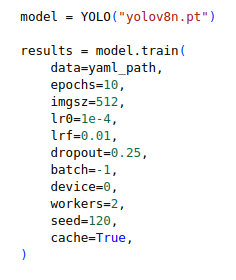 model = YOLO("yolov8n.pt")
results = model.train(
    data=yaml_path,
    epochs=10,
    imgsz=512,
    lr0=1e-4,
    lrf=0.01,
    dropout=0.25,
    batch=-1,
    device=0,
    workers=2,
    seed=120,
    cache=True,
)